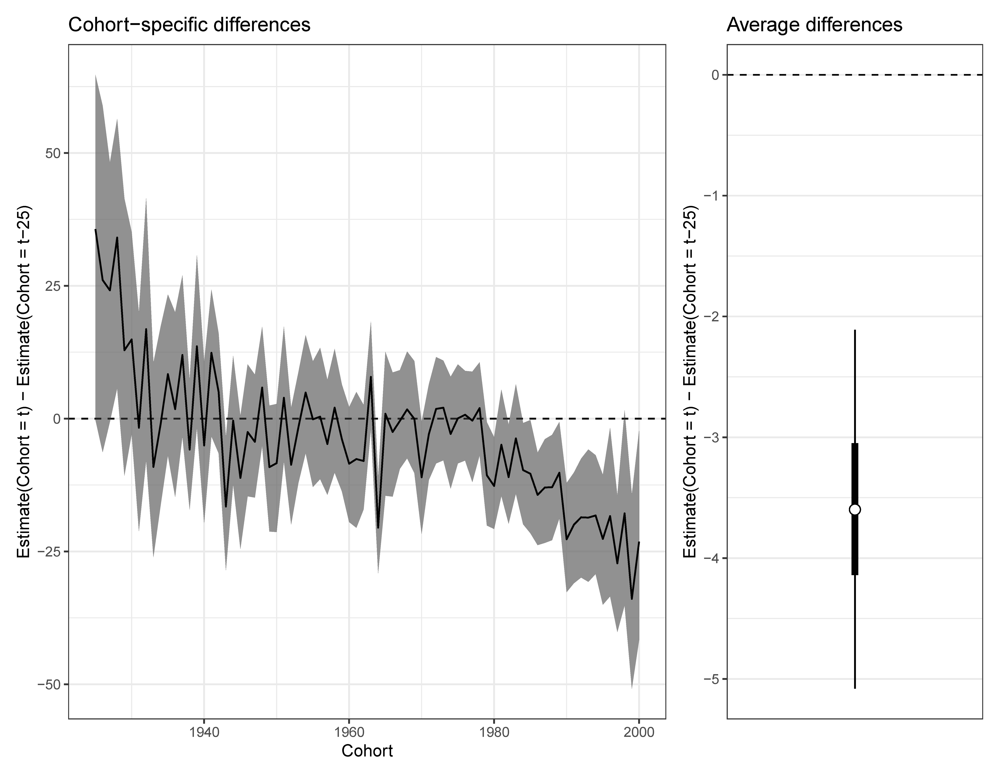 Cohort−specific differences
Estimate(Cohort = t) − Estimate(Cohort = t−25)
50
25
0
−25
−50
1940 1960 1980 2000
Cohort
Average differences
Estimate(Cohort = t) − Estimate(Cohort = t−25)
0
−1
−2
−3
−4
−5